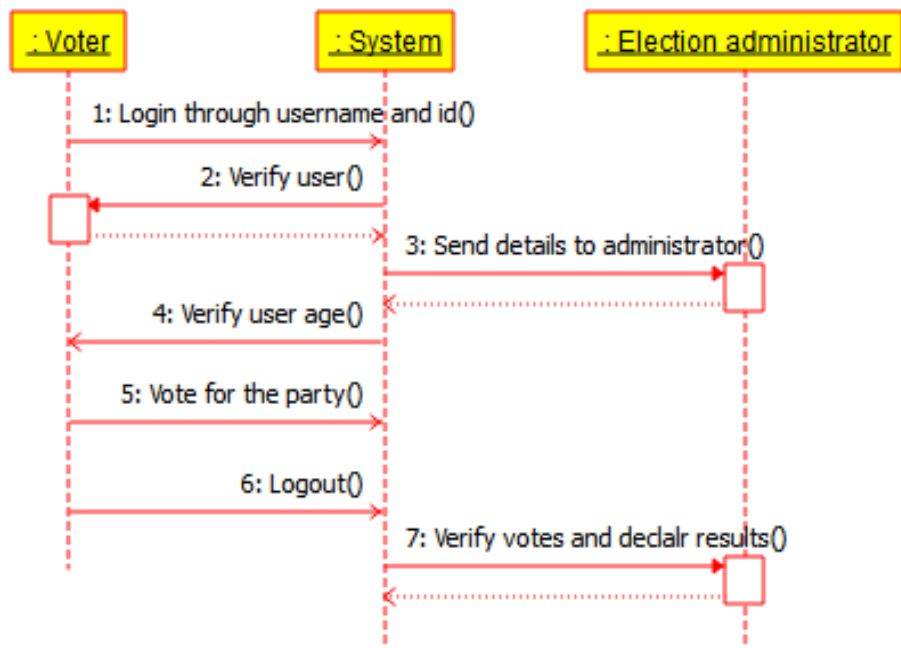 : Voter
: System
: Election administrator
1: Login through username and id()
2: Verify user()
3: Send details to administrator()
4: Verify user age()
5: Vote for the party()
6: Logout()
7: Verify votes and declalr results()